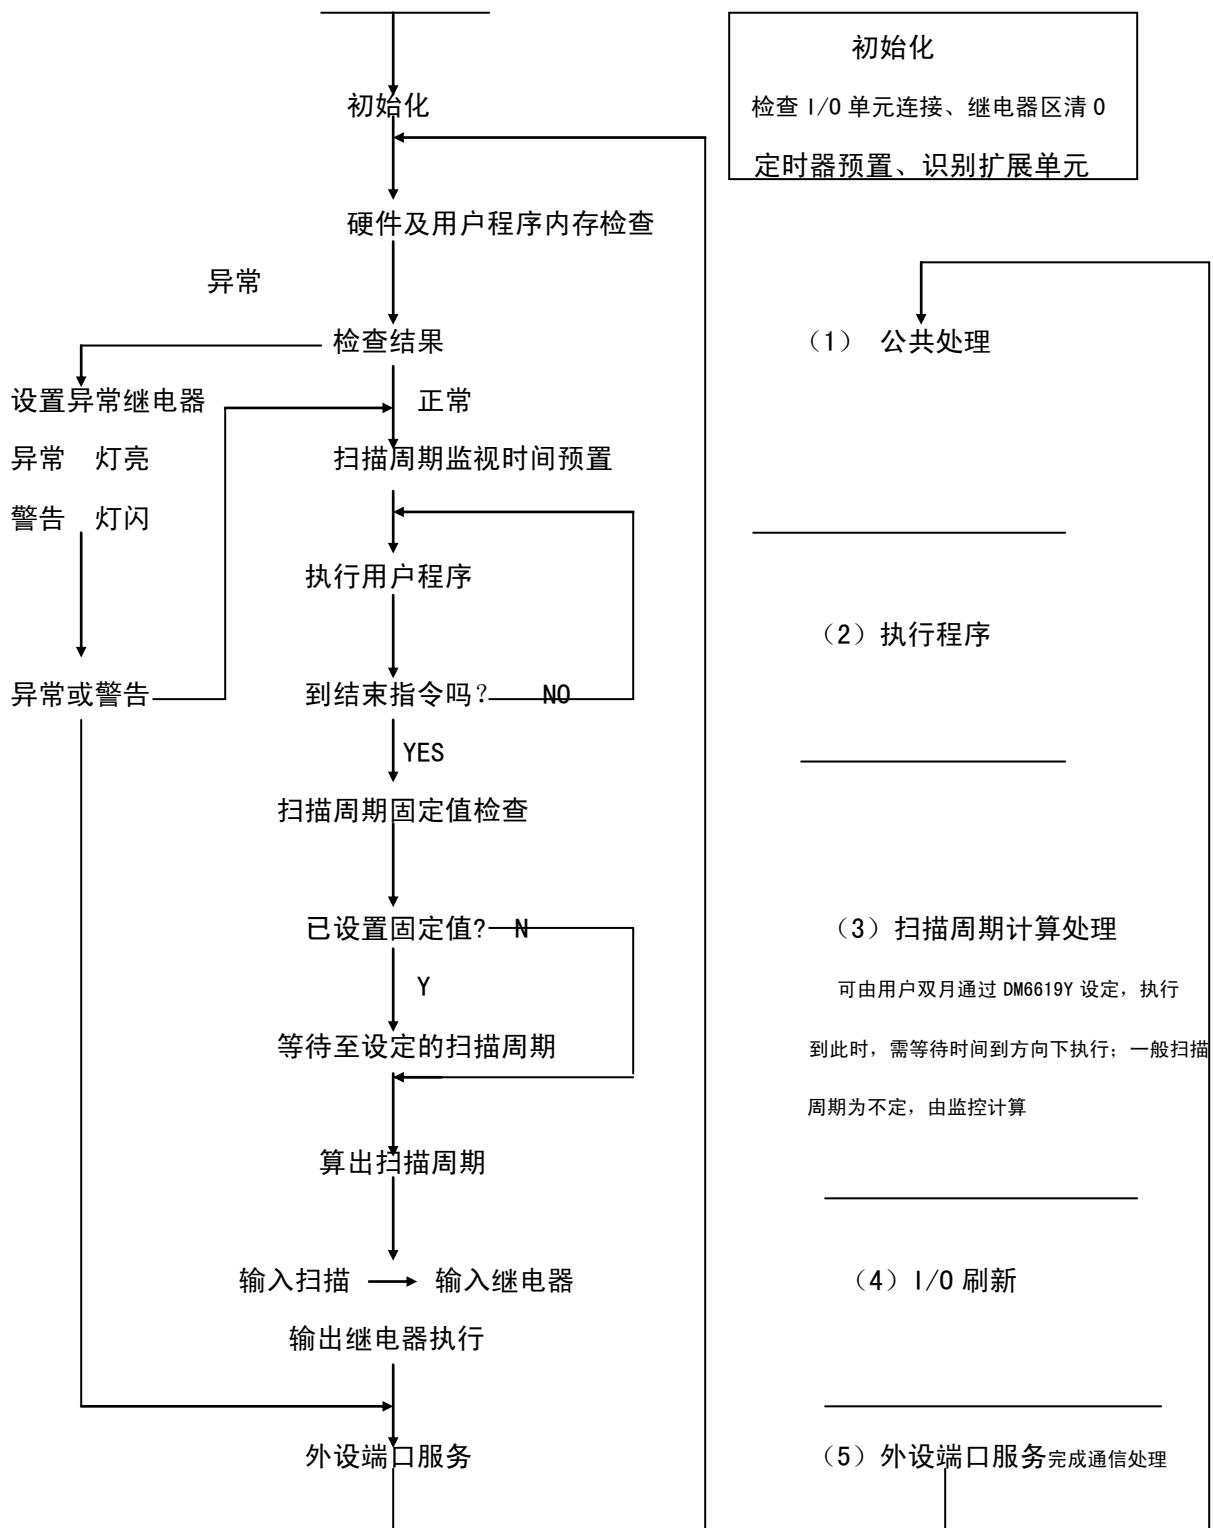 初始化
初始化
检查 I/O 单元连接、继电器区清 0
定时器预置、识别扩展单元
硬件及用户程序内存检查
异常
检查结果
（1） 公共处理
设置异常继电器
正常
异常 灯亮
扫描周期监视时间预置
警告 灯闪
执行用户程序
（2）执行程序
异常或警告
到结束指令吗？ NO
YES
扫描周期固定值检查
已设置固定值? N
（3）扫描周期计算处理
Y
可由用户双月通过 DM6619Y 设定，执行
等待至设定的扫描周期
到此时，需等待时间到方向下执行；一般扫描
周期为不定，由监控计算
算出扫描周期
输入扫描 → 输入继电器
（4）I/O 刷新
输出继电器执行
外设端口服务
（5）外设端口服务完成通信处理